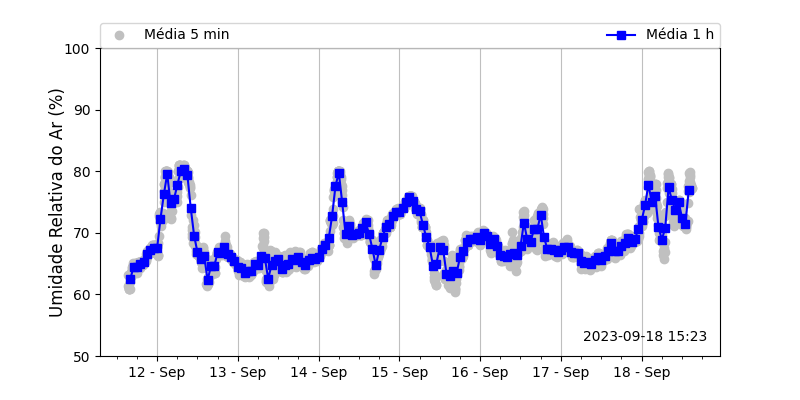 Média 5 min
Média 1 h
Umidade Relativa do Ar (%)
100
90
80
70
60
50
2023-09-18 15:23
12 - Sep
13 - Sep
14 - Sep
15 - Sep
16 - Sep
17 - Sep
18 - Sep